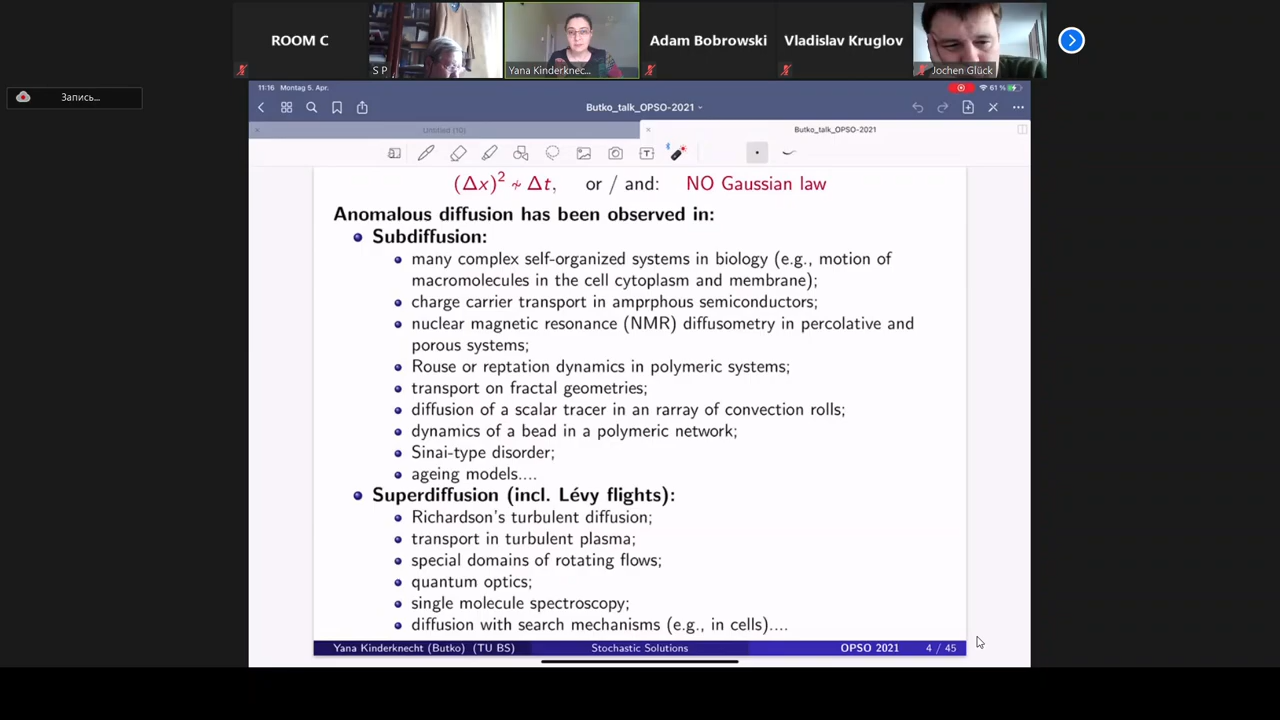 ROOM C
S P
Yana Kinderknec...
Adam Bobrowski
Vladislav Kruglov
Jochen Glück
Запись...
11:16 Montag 5. Apr.
61 %
Butko_talk_OPSO-2021
Untitled (10)
Butko_talk_OPSO-2021
(Δx)² ≁ Δt, or / and: NO Gaussian law
Anomalous diffusion has been observed in:
Subdiffusion:
many complex self-organized systems in biology (e.g., motion of
macromolecules in the cell cytoplasm and membrane);
charge carrier transport in amprphous semiconductors;
nuclear magnetic resonance (NMR) diffusometry in percolative and
porous systems;
Rouse or reptation dynamics in polymeric systems;
transport on fractal geometries;
diffusion of a scalar tracer in an rarray of convection rolls;
dynamics of a bead in a polymeric network;
Sinai-type disorder;
ageing models....
Superdiffusion (incl. Lévy flights):
Richardson's turbulent diffusion;
transport in turbulent plasma;
special domains of rotating flows;
quantum optics;
single molecule spectroscopy;
diffusion with search mechanisms (e.g., in cells)....
Yana Kinderknecht (Butko) (TU BS) Stochastic Solutions OPSO 2021 4 / 45